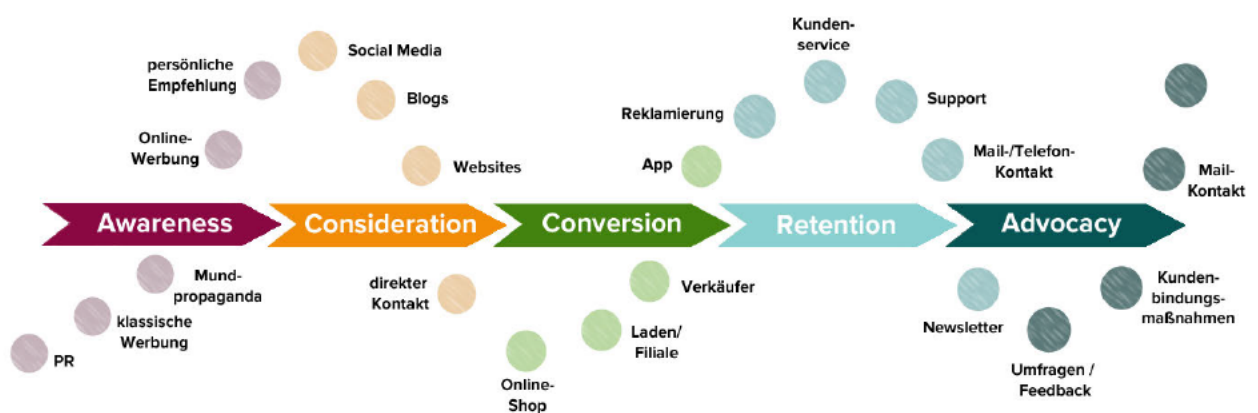 Kunden-
service
Social Media
persönliche
Empfehlung
Blogs
Support
Reklamierung
Online-
Werbung
Websites
App
Mail-/Telefon-
Kontakt
Mail-
Kontakt
Awareness
Consideration
Conversion
Retention
Advocacy
Mund-
propaganda
direkter
Kontakt
Verkäufer
Kunden-
bindungs-
maßnahmen
klassische
Werbung
Laden/
Filiale
Newsletter
PR
Online-
Shop
Umfragen /
Feedback